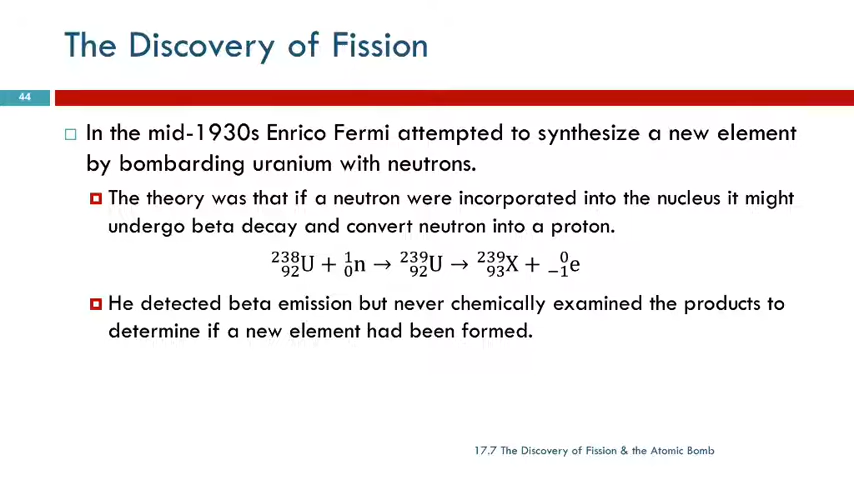 The Discovery of Fission
44
□ In the mid-1930s Enrico Fermi attempted to synthesize a new element
by bombarding uranium with neutrons.
The theory was that if a neutron were incorporated into the nucleus it might
undergo beta decay and convert neutron into a proton.
²³⁸₉₂U + ¹₀n → ²³⁹₉₂U → ²³⁹₉₃X + ⁰₋₁e
He detected beta emission but never chemically examined the products to
determine if a new element had been formed.
17.7 The Discovery of Fission & the Atomic Bomb